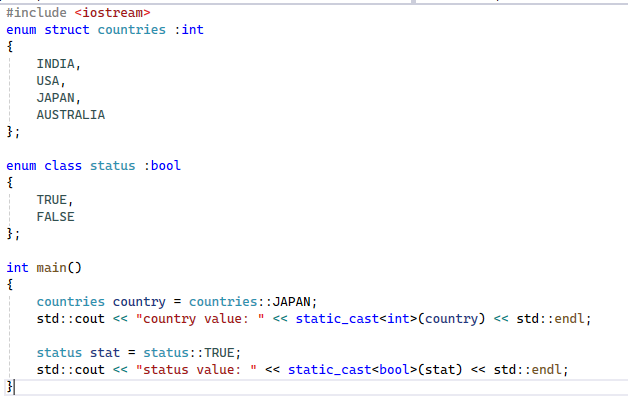 #include <iostream>
enum struct countries :int
{
    INDIA,
    USA,
    JAPAN,
    AUSTRALIA
};

enum class status :bool
{
    TRUE,
    FALSE
};

int main()
{
    countries country = countries::JAPAN;
    std::cout << "country value: " << static_cast<int>(country) << std::endl;

    status stat = status::TRUE;
    std::cout << "status value: " << static_cast<bool>(stat) << std::endl;
}